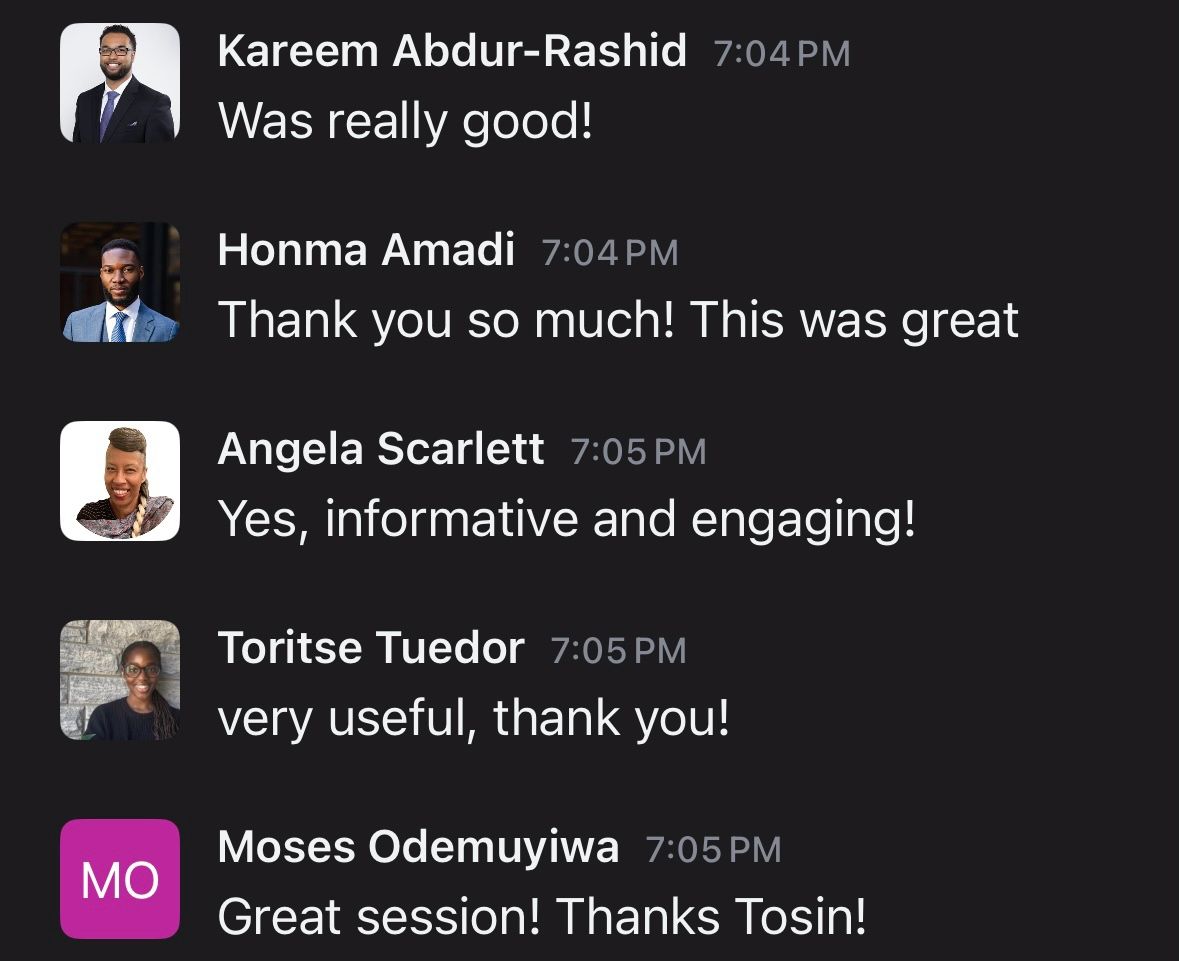 Kareem Abdur-Rashid 7:04 PM
Was really good!
Honma Amadi 7:04 PM
Thank you so much! This was great
Angela Scarlett 7:05 PM
Yes, informative and engaging!
Toritse Tuedor 7:05 PM
very useful, thank you!
MO
Moses Odemuyiwa 7:05 PM
Great session! Thanks Tosin!